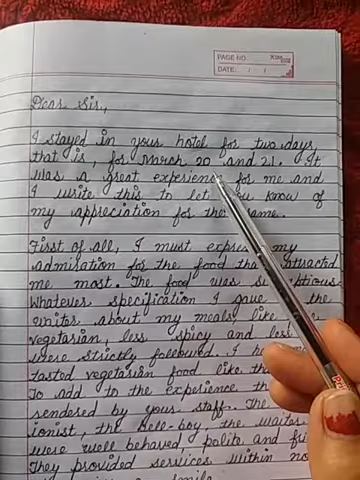 PAGE NO.
DATE: / /
Dear Sir,
I stayed in your hotel for two days,
that is, for March 20 and 21. It
was a great experience for me and
I write this to let you know of
my appreciation for the same.
First of all, I must express my
admiration for the food that attracted
me most. The food was
Whatever specification I gave the
waiter about my meals, like
vegetarian, less spicy and less
were strictly followed. I
tasted vegetarian food like
To add to the experience
rendered by your staff. The
ionist, the bell-boy, the waiter
were well behaved, polite and
They provided services within
smile